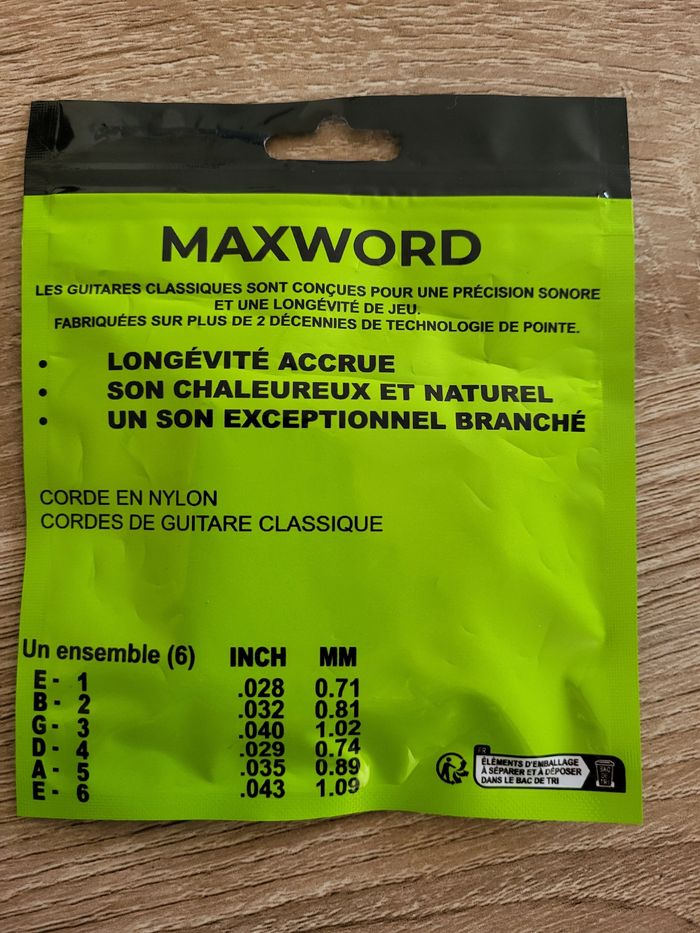 MAXWORD
LES GUITARES CLASSIQUES SONT CONÇUES POUR UNE PRÉCISION SONORE
ET UNE LONGÉVITÉ DE JEU.
FABRIQUÉES SUR PLUS DE 2 DÉCENNIES DE TECHNOLOGIE DE POINTE.
• LONGÉVITÉ ACCRUE
• SON CHALEUREUX ET NATUREL
• UN SON EXCEPTIONNEL BRANCHÉ
CORDE EN NYLON
CORDES DE GUITARE CLASSIQUE
Un ensemble (6) INCH MM
E - 1 .028 0.71
B - 2 .032 0.81
G - 3 .040 1.02
D - 4 .029 0.74
A - 5 .035 0.89
E - 6 .043 1.09
FR
ÉLÉMENTS D'EMBALLAGE
À SÉPARER ET À DÉPOSER
DANS LE BAC DE TRI
BAC
DE
TRI